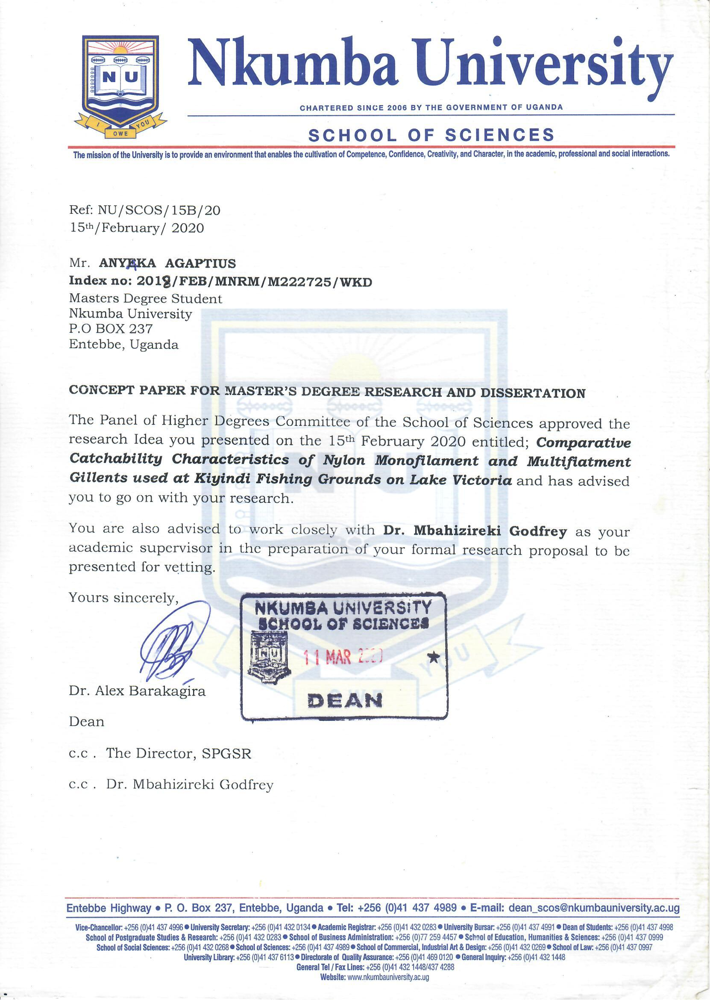 N U
I OWE YOU
Nkumba University
CHARTERED SINCE 2006 BY THE GOVERNMENT OF UGANDA
SCHOOL OF SCIENCES
The mission of the University is to provide an environment that enables the cultivation of Competence, Confidence, Creativity, and Character, in the academic, professional and social interactions.
Ref: NU/SCOS/15B/20
15th/February/ 2020
Mr. ANYAKA AGAPTIUS
Index no: 2018/FEB/MNRM/M222725/WKD
Masters Degree Student
Nkumba University
P.O BOX 237
Entebbe, Uganda
CONCEPT PAPER FOR MASTER'S DEGREE RESEARCH AND DISSERTATION
The Panel of Higher Degrees Committee of the School of Sciences approved the
research Idea you presented on the 15th February 2020 entitled; Comparative
Catchability Characteristics of Nylon Monofilament and Multifiatment
Gillents used at Kiyindi Fishing Grounds on Lake Victoria and has advised
you to go on with your research.
You are also advised to work closely with Dr. Mbahizireki Godfrey as your
academic supervisor in the preparation of your formal research proposal to be
presented for vetting.
Yours sincerely,
NKUMBA UNIVERSITY
SCHOOL OF SCIENCES
NU
11 MAR
DEAN
Dr. Alex Barakagira
Dean
c.c . The Director, SPGSR
c.c . Dr. Mbahizireki Godfrey
Entebbe Highway ● P. O. Box 237, Entebbe, Uganda ● Tel: +256 (0)41 437 4989 ● E-mail: dean_scos@nkumbauniversity.ac.ug
Vice-Chancellor: +256 (0)41 437 4996 ● University Secretary: +256 (0)41 432 0134 ● Academic Registrar: +256 (0)41 432 0283 ● University Bursar: +256 (0)41 437 4991 ● Dean of Students: +256 (0)41 437 4998
School of Postgraduate Studies & Research: +256 (0)41 432 0283 ● School of Business Administration: +256 (0)77 259 4457 ● School of Education, Humanities & Sciences: +256 (0)41 437 0999
School of Social Sciences: +256 (0)41 432 0268 ● School of Sciences: +256 (0)41 437 4989 ● School of Commercial, Industrial Art & Design: +256 (0)41 432 0269 ● School of Law: +256 (0)41 437 0997
University Library: +256 (0)41 437 6113 ● Directorate of Quality Assurance: +256 (0)41 469 0120 ● General Inquiry: +256 (0)41 432 1448
General Tel / Fax Lines: +256 (0)41 432 1448/437 4288
Website: www.nkumbauniversity.ac.ug